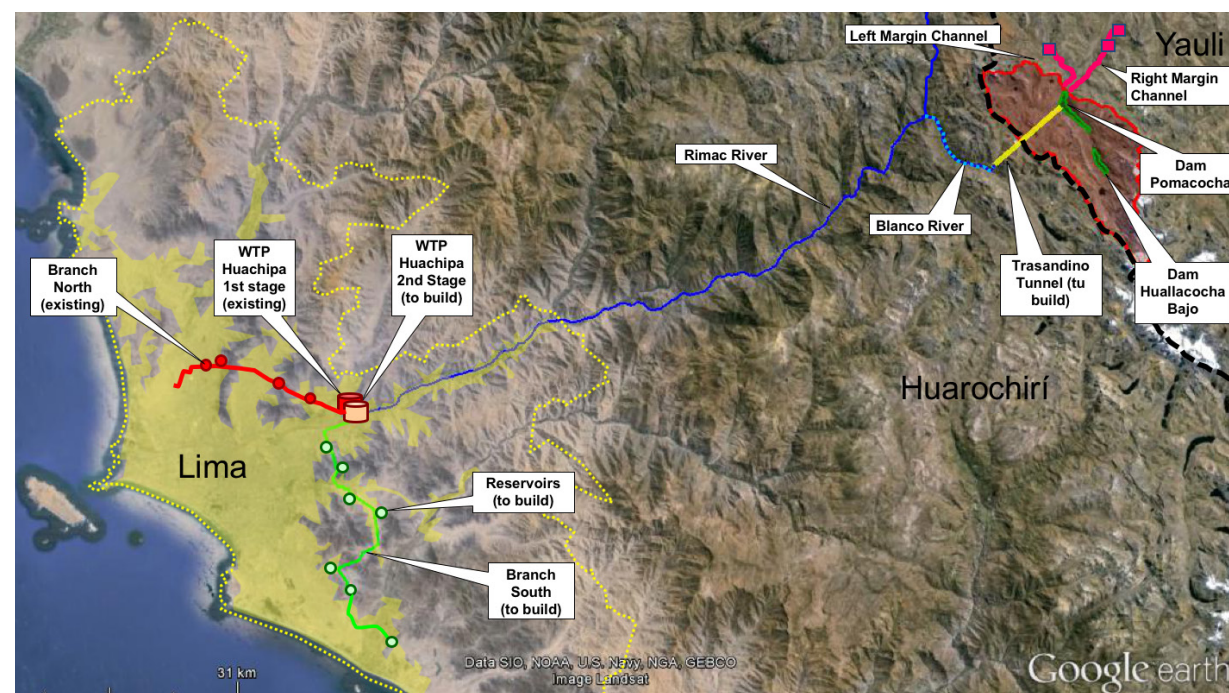 Left Margin Channel
Yauli
Right Margin
Channel
Rimac River
Dam
Pomacocha
Blanco River
WTP
Huachipa
1st stage
(existing)
WTP
Huachipa
2nd Stage
(to build)
Branch
North
(existing)
Trasandino
Tunnel (tu
build)
Dam
Huallacocha
Bajo
Huarochirí
Lima
Reservoirs
(to build)
Branch
South
(to build)
Data SIO, NOAA, U.S. Navy, NGA, GEBCO
Image Landsat
31 km
Google earth